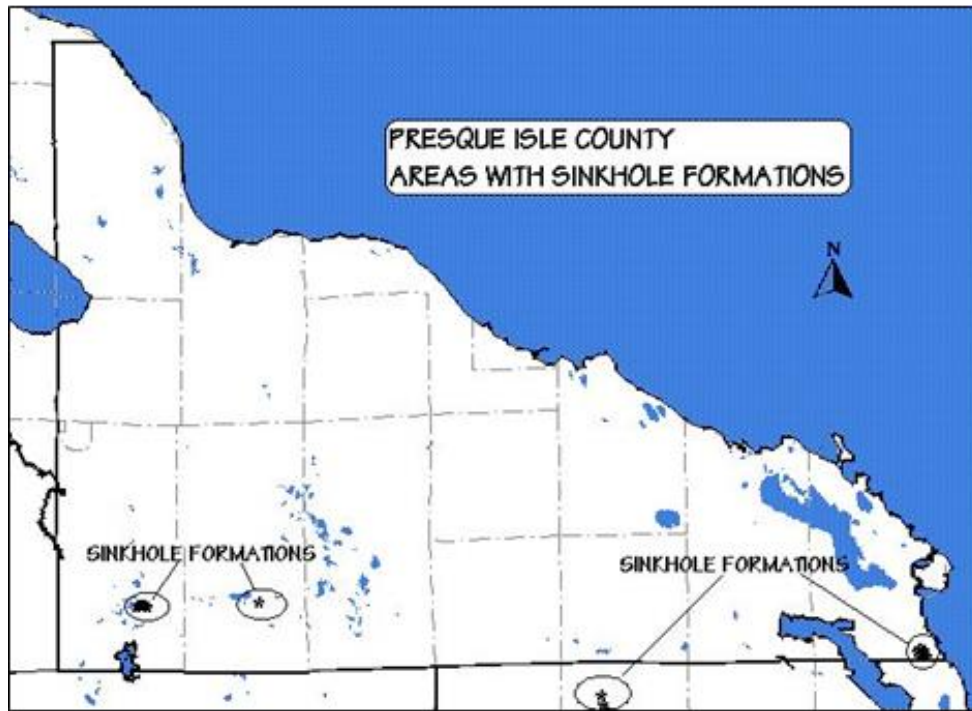 PRESQUE ISLE COUNTY
AREAS WITH SINKHOLE FORMATIONS
N
SINKHOLE FORMATIONS
SINKHOLE FORMATIONS